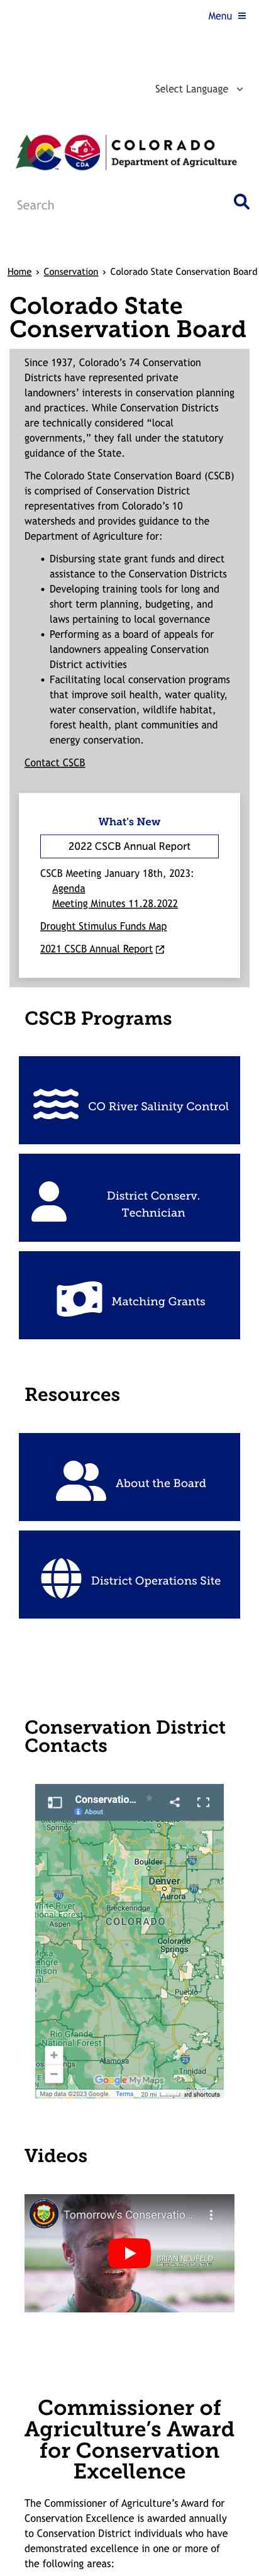 Menu
Select Language
CDA
COLORADO
Department of Agriculture
Search
Home › Conservation › Colorado State Conservation Board
Colorado State
Conservation Board
Since 1937, Colorado's 74 Conservation
Districts have represented private
landowners' interests in conservation planning
and practices. While Conservation Districts
are technically considered "local
governments," they fall under the statutory
guidance of the State.
The Colorado State Conservation Board (CSCB)
is comprised of Conservation District
representatives from Colorado's 10
watersheds and provides guidance to the
Department of Agriculture for:
• Disbursing state grant funds and direct
assistance to the Conservation Districts
• Developing training tools for long and
short term planning, budgeting, and
laws pertaining to local governance
• Performing as a board of appeals for
landowners appealing Conservation
District activities
• Facilitating local conservation programs
that improve soil health, water quality,
water conservation, wildlife habitat,
forest health, plant communities and
energy conservation.
Contact CSCB
What's New
2022 CSCB Annual Report
CSCB Meeting January 18th, 2023:
Agenda
Meeting Minutes 11.28.2022
Drought Stimulus Funds Map
2021 CSCB Annual Report
CSCB Programs
CO River Salinity Control
District Conserv.
Technician
Matching Grants
Resources
About the Board
District Operations Site
Conservation District
Contacts
Conservatio...
About
Springs
Boulder
76
Denver
70
Aurora
White River
National Forest
Breckenridge
Aspen
COLORADO
Colorado
Springs
Pueblo
Rio Grande
National Forest
Alamosa
25
Trinidad
+
−
Google My Maps
Map data ©2023 Google
Terms
20 mi
shortcuts
Videos
Tomorrow's Conservatio...
BRIAN NEUFELD
Commissioner of
Agriculture's Award
for Conservation
Excellence
The Commissioner of Agriculture's Award for
Conservation Excellence is awarded annually
to Conservation District individuals who have
demonstrated excellence in one or more of
the following areas: